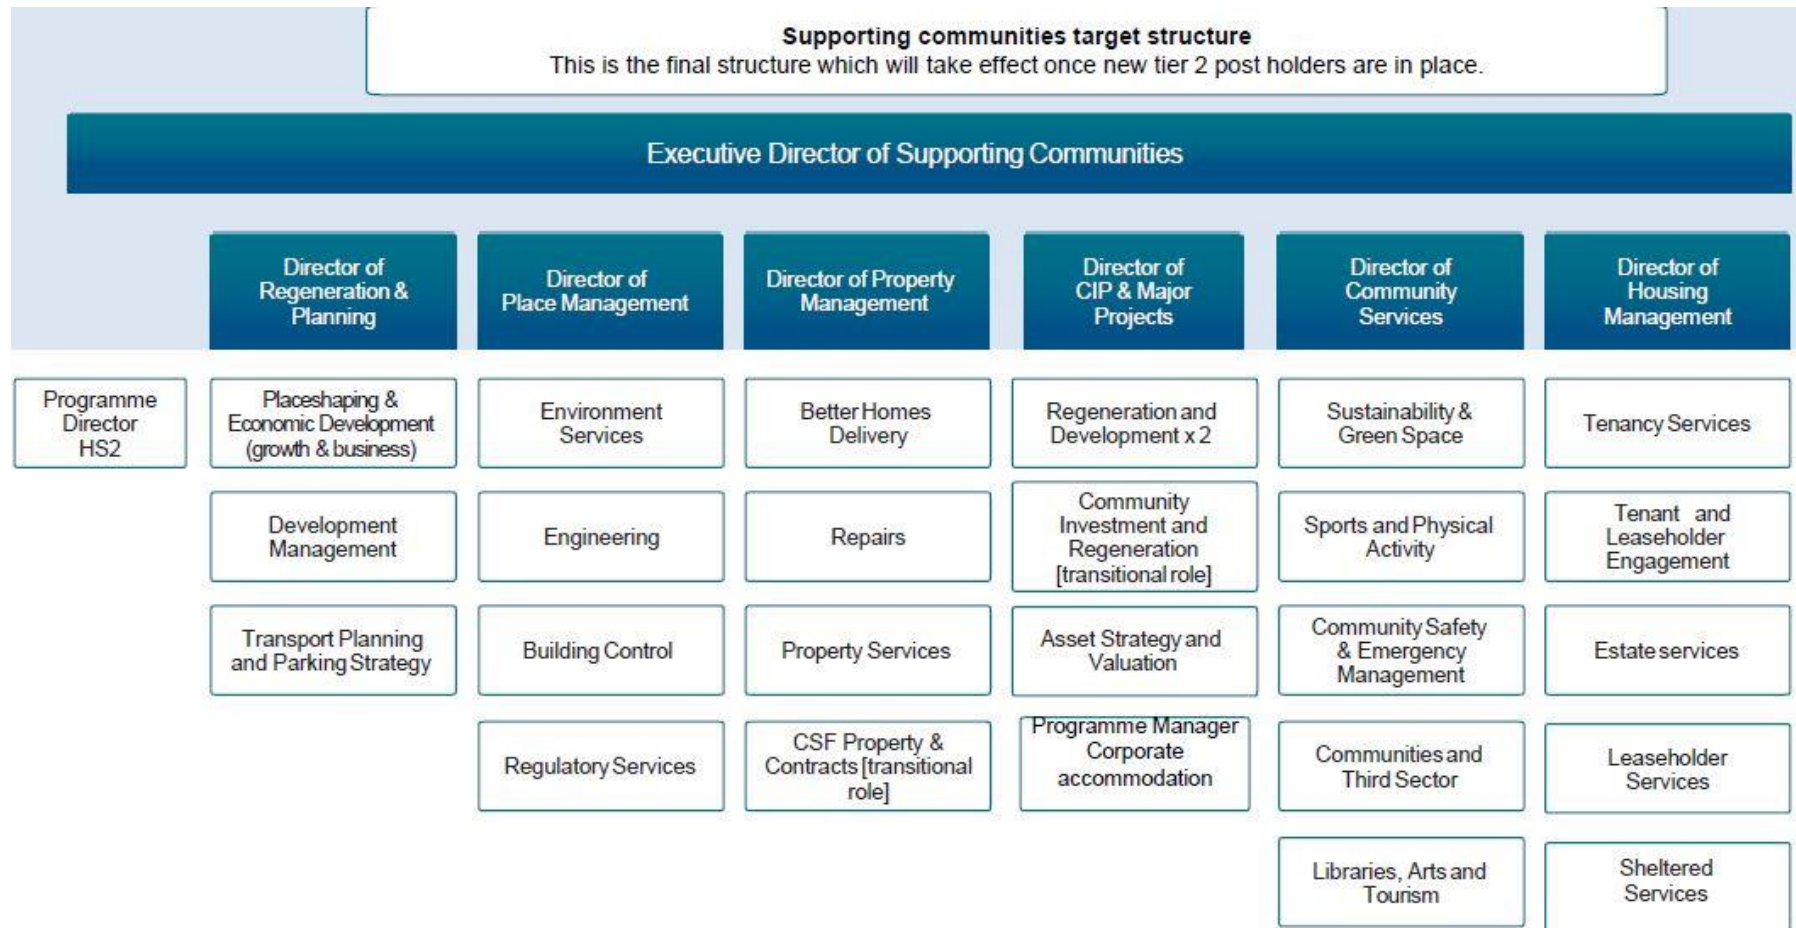 Supporting communities target structure
This is the final structure which will take effect once new tier 2 post holders are in place.
Executive Director of Supporting Communities
Director of
Regeneration &
Planning
Director of
Place Management
Director of Property
Management
Director of
CIP & Major
Projects
Director of
Community
Services
Director of
Housing
Management
Programme
Director
HS2
Placeshaping &
Economic Development
(growth & business)
Environment
Services
Better Homes
Delivery
Regeneration and
Development x 2
Sustainability &
Green Space
Tenancy Services
Development
Management
Engineering
Repairs
Community
Investment and
Regeneration
[transitional role]
Sports and Physical
Activity
Tenant and
Leaseholder
Engagement
Transport Planning
and Parking Strategy
Building Control
Property Services
Asset Strategy and
Valuation
Community Safety
& Emergency
Management
Estate services
Regulatory Services
CSF Property &
Contracts [transitional
role]
Programme Manager
Corporate
accommodation
Communities and
Third Sector
Leaseholder
Services
Libraries, Arts and
Tourism
Sheltered
Services